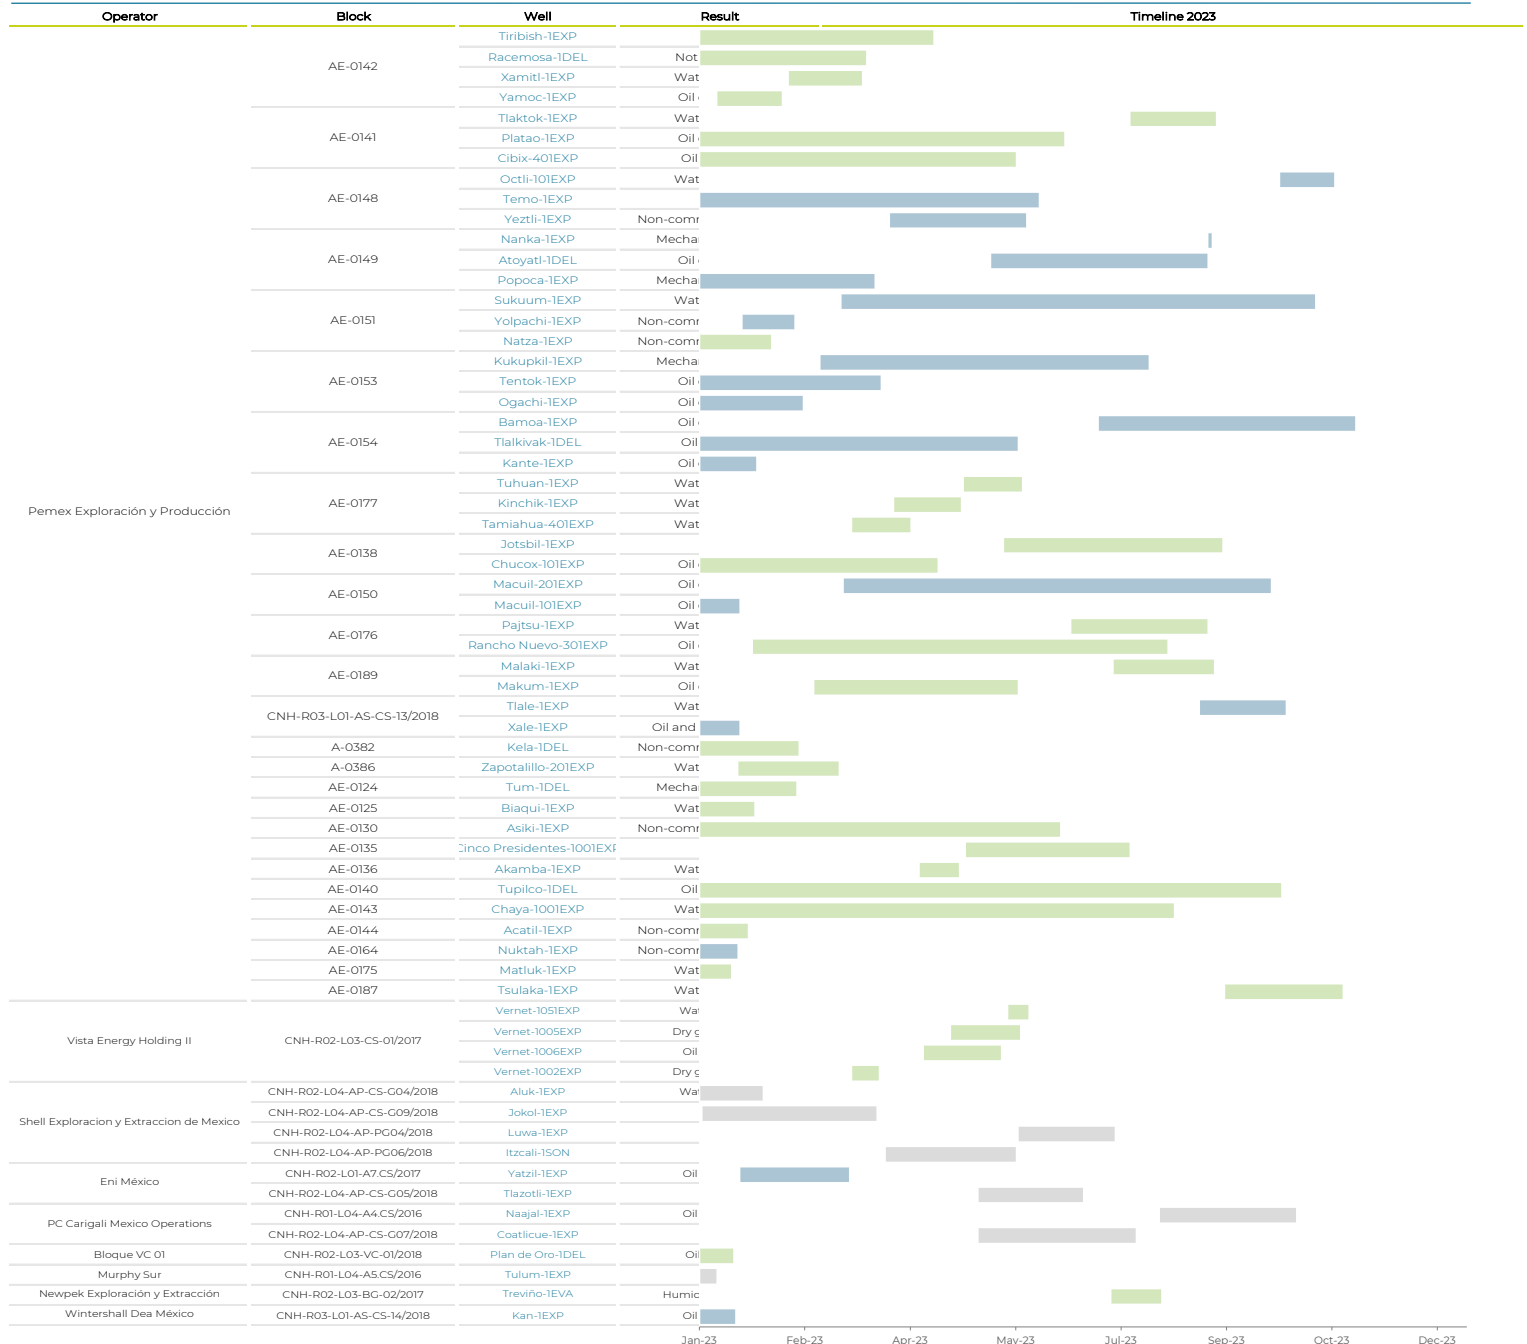 Operator Block Well Result Timeline 2023
Tiribish-1EXP
Racemosa-1DEL Not
AE-0142
Xamitl-1EXP Wat
Yamoc-1EXP Oil
Tlaktok-1EXP Wat
AE-0141 Platao-1EXP Oil
Cibix-401EXP Oil
Octli-101EXP Wat
AE-0148 Temo-1EXP
Yeztli-1EXP Non-comm
Nanka-1EXP Mecha
AE-0149 Atoyatl-1DEL Oil
Popoca-1EXP Mecha
Sukuum-1EXP Wat
AE-0151 Yolpachi-1EXP Non-comm
Natza-1EXP Non-comm
Kukupkil-1EXP Mecha
AE-0153 Tentok-1EXP Oil
Ogachi-1EXP Oil
Bamoa-1EXP Oil
AE-0154 Tlalkivak-1DEL Oil
Kante-1EXP Oil
Tuhuan-1EXP Wat
AE-0177 Kinchik-1EXP Wat
Pemex Exploración y Producción
Tamiahua-401EXP Wat
Jotsbil-1EXP
AE-0138
Chucox-101EXP Oil
Macuil-201EXP Oil
AE-0150
Macuil-101EXP Oil
Pajtsu-1EXP Wat
AE-0176
Rancho Nuevo-301EXP Oil
Malaki-1EXP Wat
AE-0189
Makum-1EXP Oil
Tlale-1EXP Wat
CNH-R03-L01-AS-CS-13/2018
Xale-1EXP Oil and
A-0382 Kela-1DEL Non-comm
A-0386 Zapotalillo-201EXP Wat
AE-0124 Tum-1DEL Mecha
AE-0125 Biaqui-1EXP Wat
AE-0130 Asiki-1EXP Non-comm
AE-0135 Cinco Presidentes-1001EXP
AE-0136 Akamba-1EXP Wat
AE-0140 Tupilco-1DEL Oil
AE-0143 Chaya-1001EXP Wat
AE-0144 Acatil-1EXP Non-comm
AE-0164 Nuktah-1EXP Non-comm
AE-0175 Matluk-1EXP Wat
AE-0187 Tsulaka-1EXP Wat
Vernet-1051EXP Wat
Vernet-1005EXP Dry g
Vista Energy Holding II CNH-R02-L03-CS-01/2017
Vernet-1006EXP Oil
Vernet-1002EXP Dry g
CNH-R02-L04-AP-CS-G04/2018 Aluk-1EXP Wat
CNH-R02-L04-AP-CS-G09/2018 Jokol-1EXP
Shell Exploracion y Extraccion de Mexico
CNH-R02-L04-AP-PG04/2018 Luwa-1EXP
CNH-R02-L04-AP-PG06/2018 Itzcali-1SON
CNH-R02-L01-A7.CS/2017 Yatzil-1EXP Oil
Eni México
CNH-R02-L04-AP-CS-G05/2018 Tlazotli-1EXP
CNH-R01-L04-A4.CS/2016 Naajal-1EXP Oil
PC Carigali Mexico Operations
CNH-R02-L04-AP-CS-G07/2018 Coatlicue-1EXP
Bloque VC 01 CNH-R02-L03-VC-01/2018 Plan de Oro-1DEL Oil
Murphy Sur CNH-R01-L04-A5.CS/2016 Tulum-1EXP
Newpek Exploración y Extracción CNH-R02-L03-BG-02/2017 Treviño-1EVA Humid
Wintershall Dea México CNH-R03-L01-AS-CS-14/2018 Kan-1EXP Oil
Jan-23 Feb-23 Apr-23 May-23 Jul-23 Sep-23 Oct-23 Dec-23